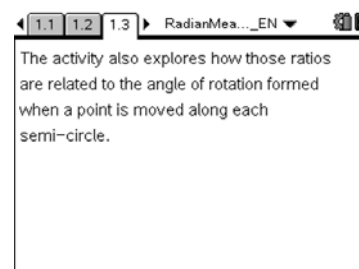 1.1 1.2 1.3 RadianMea..._EN
The activity also explores how those ratios
are related to the angle of rotation formed
when a point is moved along each
semi-circle.